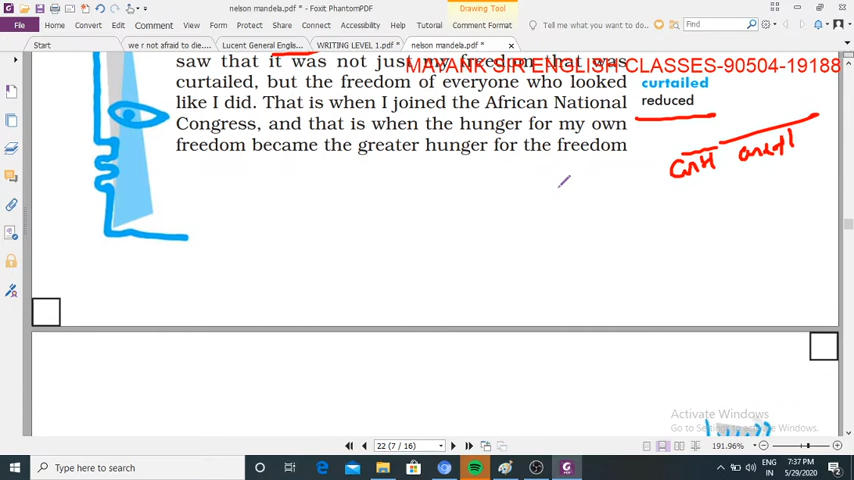 nelson mandela.pdf * - Foxit PhantomPDF
Drawing Tool
File Home Convert Edit Organize Comment View Form Protect Share Connect Help Tutorial Comment Format
Tell me what you want to do... Find
Start we r not afraid to die... Lucent General Engli... WRITING LEVEL 1.pdf * nelson mandela.pdf *
saw that it was not just my freedom that was
MAYANK SIR ENGLISH CLASSES-90504-19188
curtailed, but the freedom of everyone who looked
curtailed
like I did. That is when I joined the African National
reduced
Congress, and that is when the hunger for my own
freedom became the greater hunger for the freedom
Activate Windows
Go to Settings to activate Windows.
22 (7 / 16)
191.96%
Type here to search
ENG
7:37 PM
IN
5/29/2020